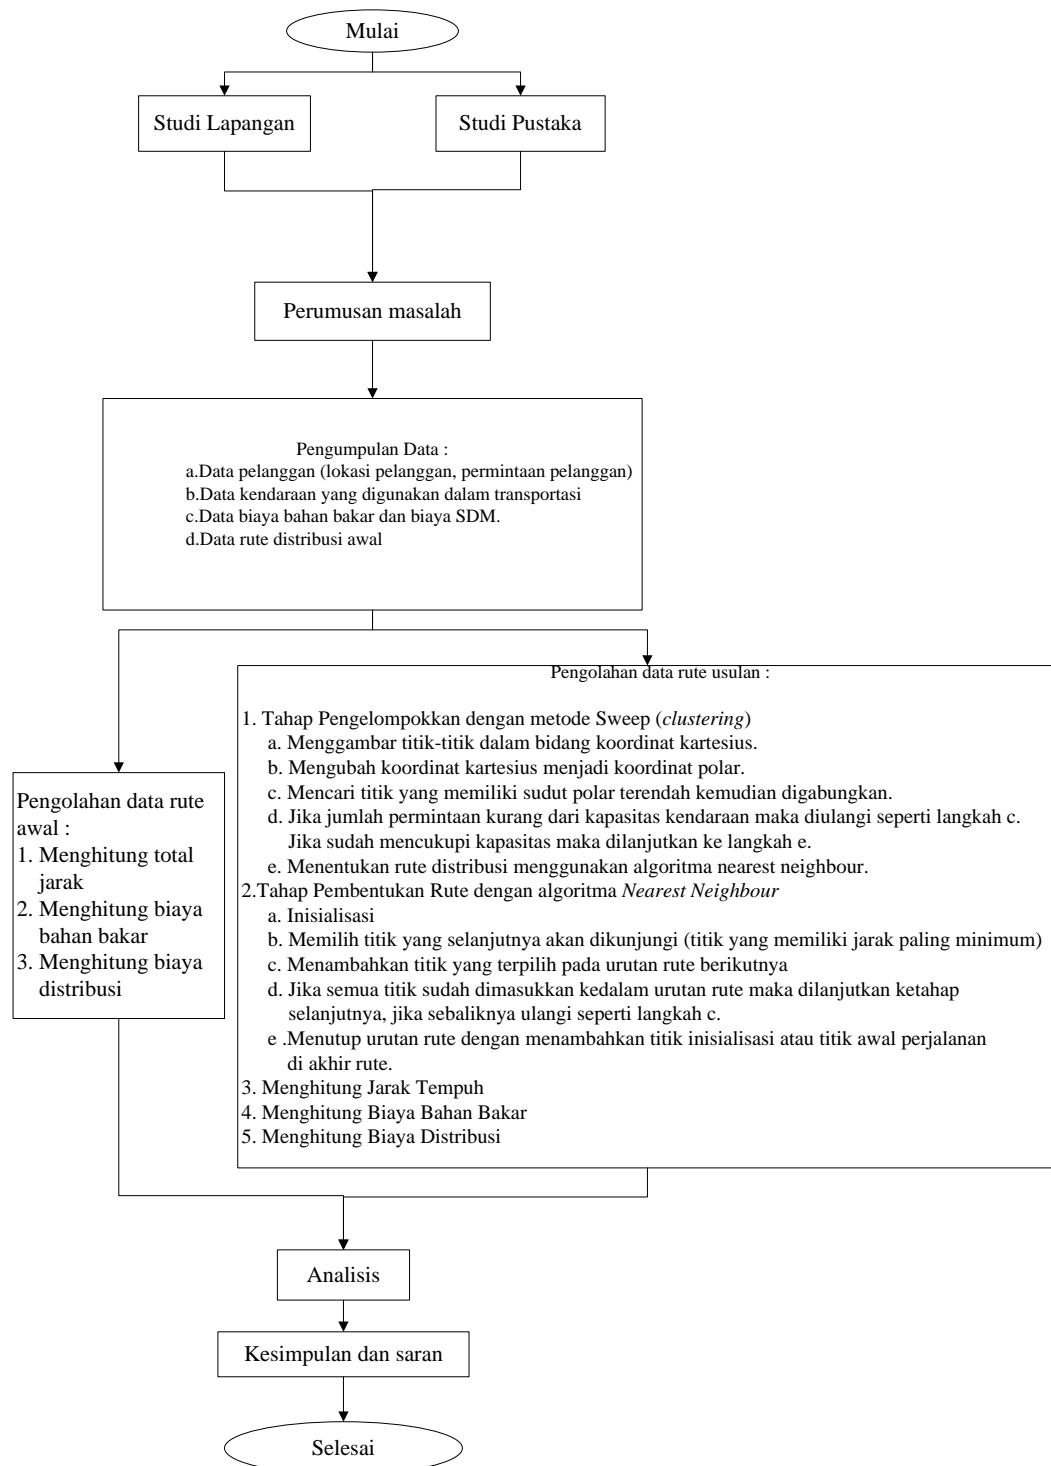 Mulai
Studi Lapangan
Studi Pustaka
Perumusan masalah
Pengumpulan Data :
a.Data pelanggan (lokasi pelanggan, permintaan pelanggan)
b.Data kendaraan yang digunakan dalam transportasi
c.Data biaya bahan bakar dan biaya SDM.
d.Data rute distribusi awal
Pengolahan data rute
awal :
1. Menghitung total
jarak
2. Menghitung biaya
bahan bakar
3. Menghitung biaya
distribusi
Pengolahan data rute usulan :
1. Tahap Pengelompokkan dengan metode Sweep (clustering)
a. Menggambar titik-titik dalam bidang koordinat kartesius.
b. Mengubah koordinat kartesius menjadi koordinat polar.
c. Mencari titik yang memiliki sudut polar terendah kemudian digabungkan.
d. Jika jumlah permintaan kurang dari kapasitas kendaraan maka diulangi seperti langkah c.
Jika sudah mencukupi kapasitas maka dilanjutkan ke langkah e.
e. Menentukan rute distribusi menggunakan algoritma nearest neighbour.
2.Tahap Pembentukan Rute dengan algoritma Nearest Neighbour
a. Inisialisasi
b. Memilih titik yang selanjutnya akan dikunjungi (titik yang memiliki jarak paling minimum)
c. Menambahkan titik yang terpilih pada urutan rute berikutnya
d. Jika semua titik sudah dimasukkan kedalam urutan rute maka dilanjutkan ketahap
selanjutnya, jika sebaliknya ulangi seperti langkah c.
e .Menutup urutan rute dengan menambahkan titik inisialisasi atau titik awal perjalanan
di akhir rute.
3. Menghitung Jarak Tempuh
4. Menghitung Biaya Bahan Bakar
5. Menghitung Biaya Distribusi
Analisis
Kesimpulan dan saran
Selesai